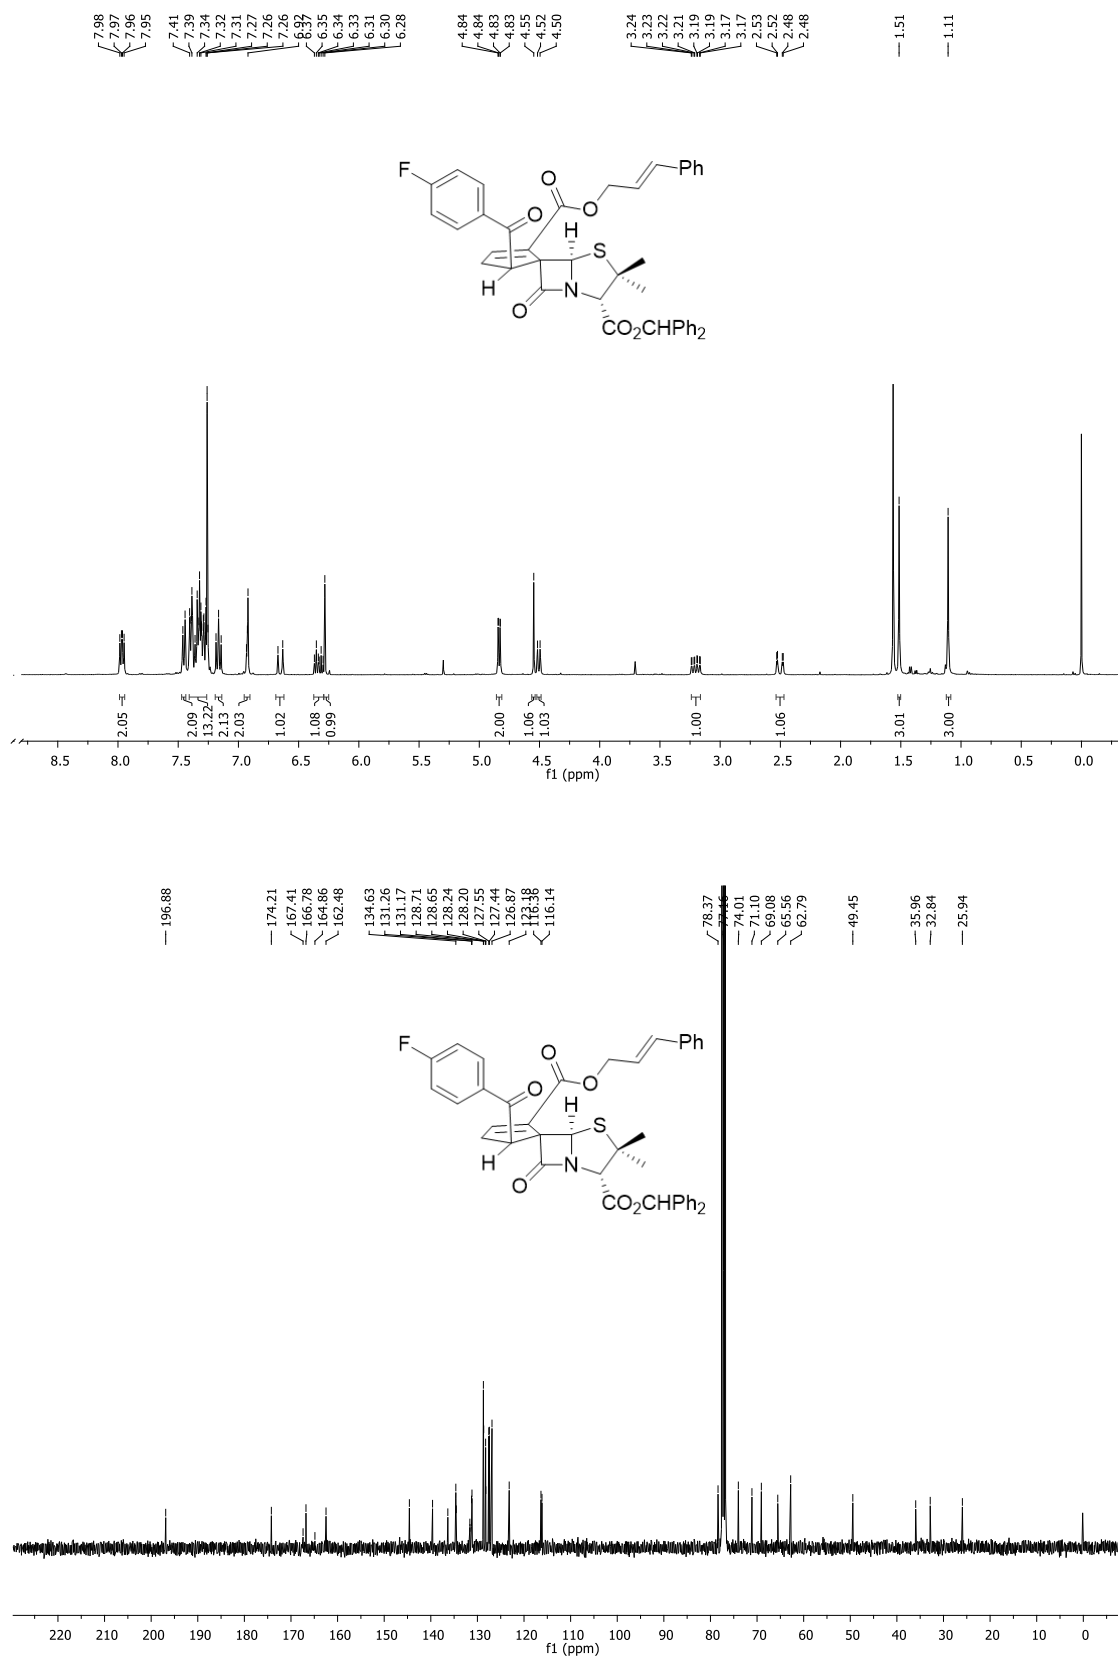 7.98 7.97 7.96 7.95 7.41 7.39 7.34 7.32 7.31 7.27 7.26 7.26 6.92 6.37 6.35 6.34 6.33 6.31 6.30 6.28 4.84 4.84 4.83 4.83 4.55 4.52 4.50 3.24 3.23 3.22 3.21 3.19 3.19 3.17 3.17 2.53 2.52 2.48 2.48 1.51 1.11
F O O Ph
O
H S
H N
O CO₂CHPh₂
2.05 2.09 13.22 2.13 2.03 1.02 1.08 0.99 2.00 1.06 1.03 1.00 1.06 3.01 3.00
8.5 8.0 7.5 7.0 6.5 6.0 5.5 5.0 4.5 4.0 3.5 3.0 2.5 2.0 1.5 1.0 0.5 0.0
f1 (ppm)
196.88 174.21 167.41 166.78 164.86 162.48 134.63 131.26 131.17 128.71 128.65 128.24 128.20 127.55 127.44 126.87 123.18 116.36 116.14 78.37 77.16 74.01 71.10 69.08 65.56 62.79 49.45 35.96 32.84 25.94
F O O Ph
O
H S
H N
O CO₂CHPh₂
220 210 200 190 180 170 160 150 140 130 120 110 100 90 80 70 60 50 40 30 20 10 0
f1 (ppm)